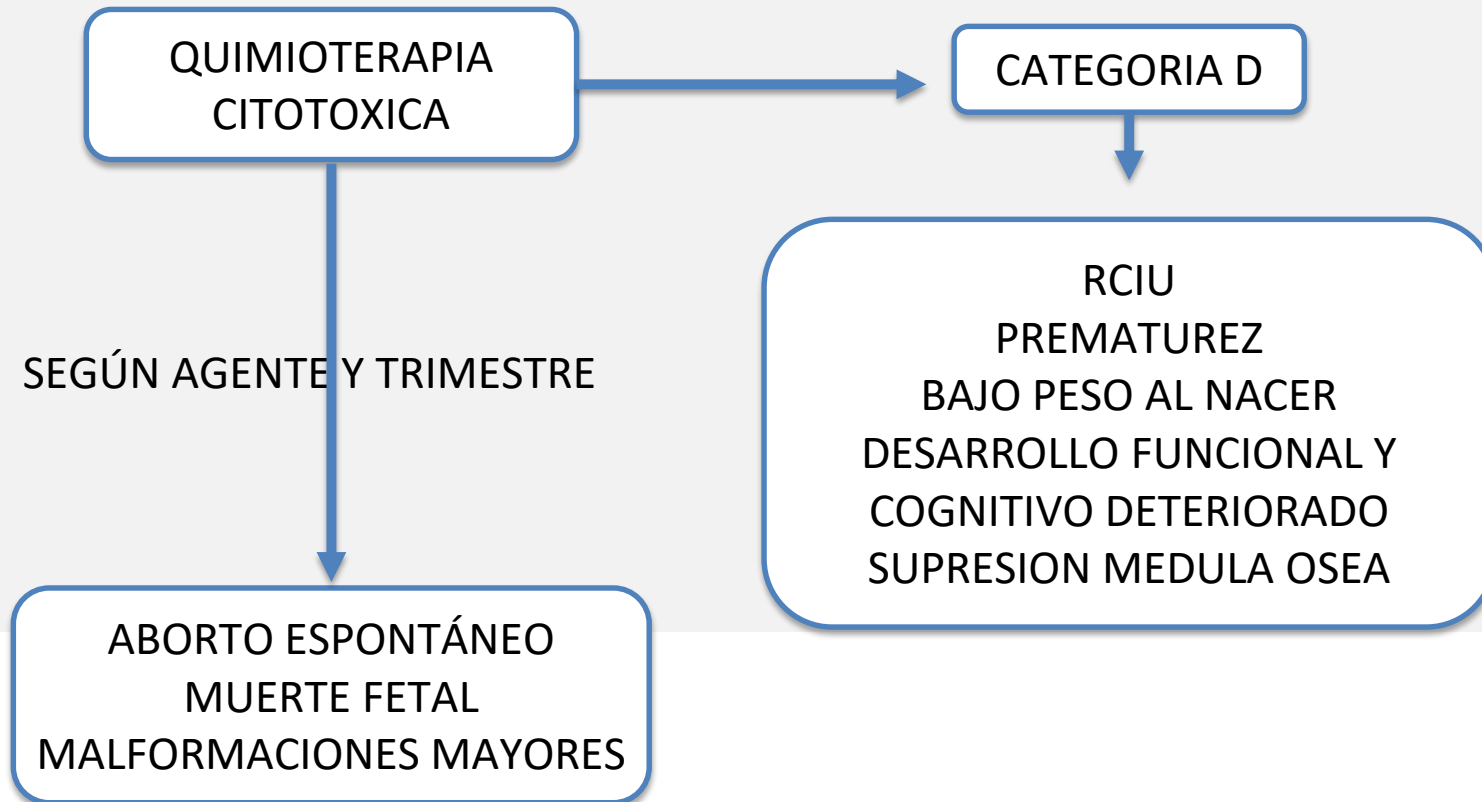 QUIMIOTERAPIA
CITOTOXICA
CATEGORIA D
RCIU
PREMATUREZ
BAJO PESO AL NACER
DESARROLLO FUNCIONAL Y
COGNITIVO DETERIORADO
SUPRESION MEDULA OSEA
SEGÚN AGENTE Y TRIMESTRE
ABORTO ESPONTÁNEO
MUERTE FETAL
MALFORMACIONES MAYORES